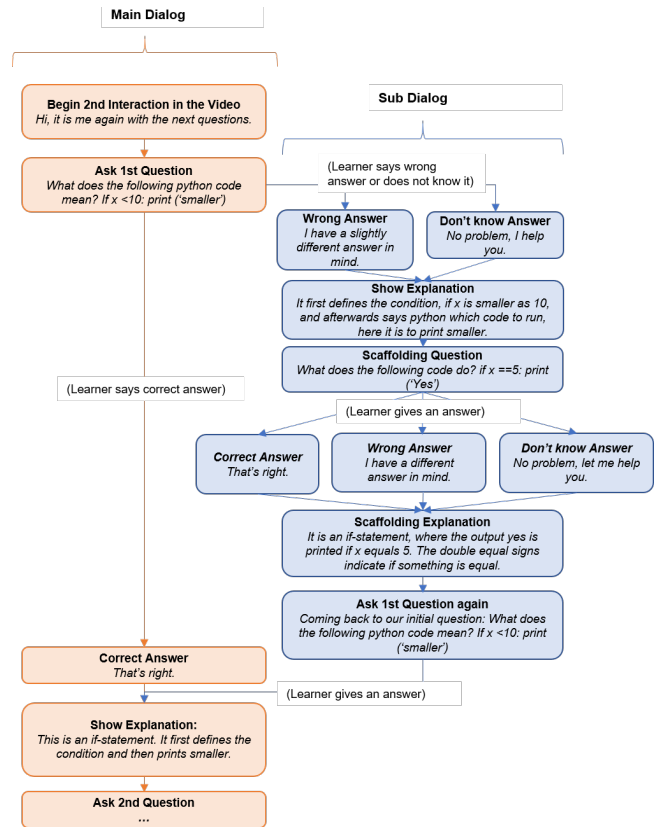 Main Dialog
Sub Dialog
Begin 2nd Interaction in the Video
Hi, it is me again with the next questions.
Ask 1st Question
What does the following python code
mean? If x <10: print (‘smaller’)
(Learner says wrong
answer or does not know it)
Wrong Answer
I have a slightly
different answer in
mind.
Don’t know Answer
No problem, I help
you.
Show Explanation
It first defines the condition, if x is smaller as 10,
and afterwards says python which code to run,
here it is to print smaller.
Scaffolding Question
What does the following code do? if x ==5: print
(‘Yes’)
(Learner says correct answer)
(Learner gives an answer)
Correct Answer
That’s right.
Wrong Answer
I have a different
answer in mind.
Don’t know Answer
No problem, let me help
you.
Scaffolding Explanation
It is an if-statement, where the output yes is
printed if x equals 5. The double equal signs
indicate if something is equal.
Ask 1st Question again
Coming back to our initial question: What does
the following python code mean? If x <10: print
(‘smaller’)
Correct Answer
That’s right.
(Learner gives an answer)
Show Explanation:
This is an if-statement. It first defines the
condition and then prints smaller.
Ask 2nd Question
…